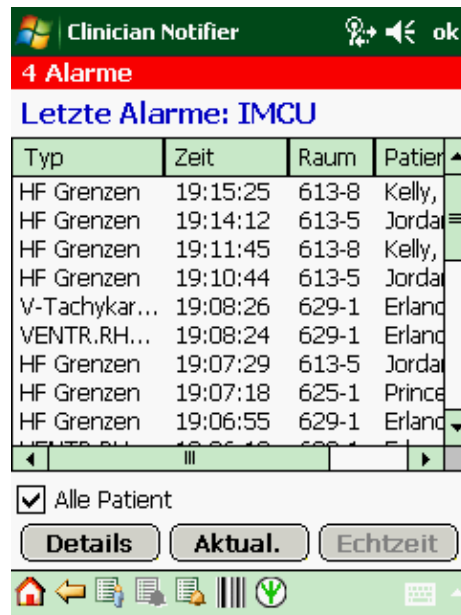 Clinician Notifier ok
4 Alarme
Letzte Alarme: IMCU
Typ Zeit Raum Patier
HF Grenzen 19:15:25 613-8 Kelly,
HF Grenzen 19:14:12 613-5 Jorda
HF Grenzen 19:11:45 613-8 Kelly,
HF Grenzen 19:10:44 613-5 Jorda
V-Tachykar... 19:08:26 629-1 Erland
VENTR.RH... 19:08:24 629-1 Erland
HF Grenzen 19:07:29 613-5 Jorda
HF Grenzen 19:07:18 625-1 Prince
HF Grenzen 19:06:55 629-1 Erland
Alle Patient
Details Aktual. Echtzeit